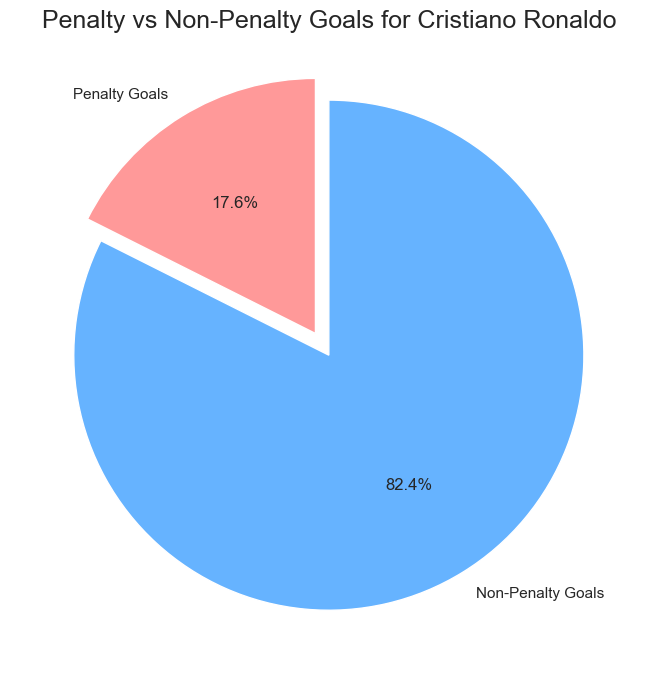 Penalty vs Non-Penalty Goals for Cristiano Ronaldo
Penalty Goals
17.6%
82.4%
Non-Penalty Goals